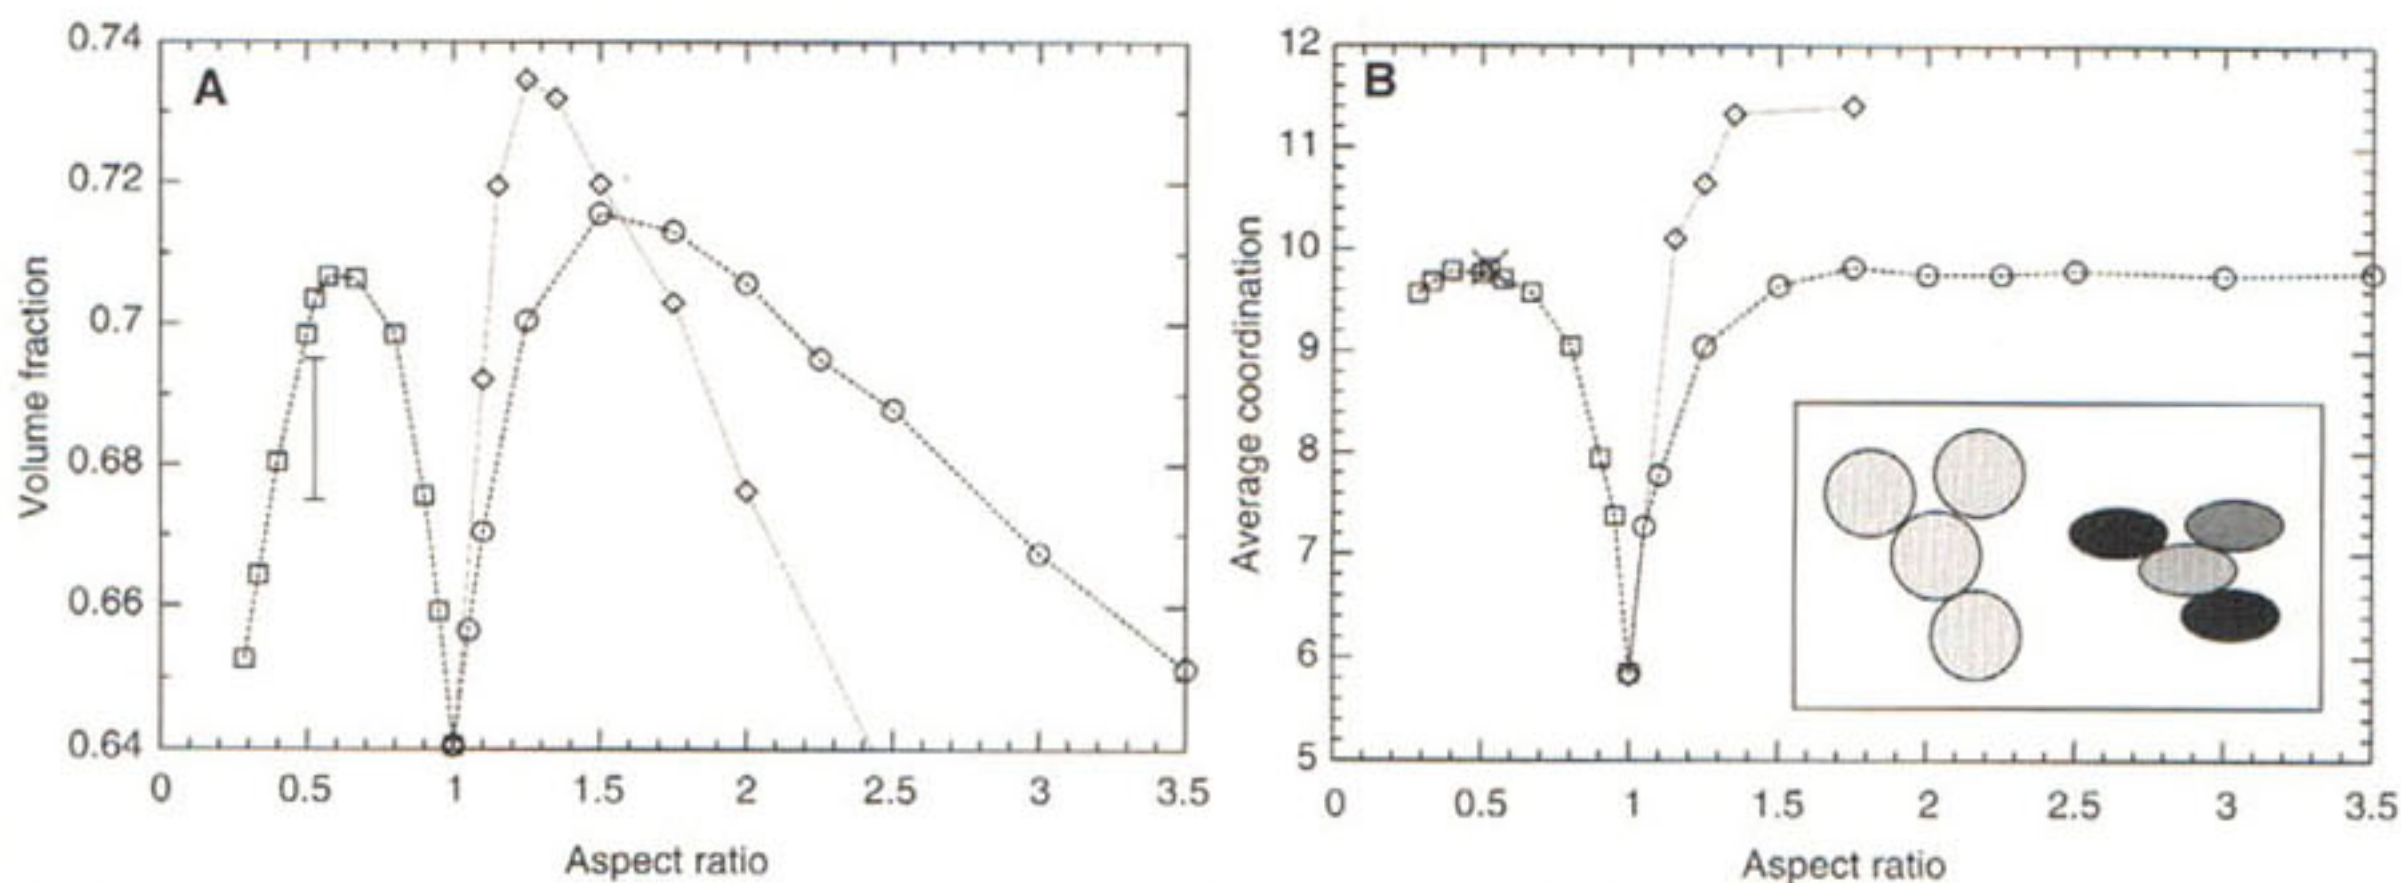 A
Volume fraction
0.74
0.72
0.7
0.68
0.66
0.64
0 0.5 1 1.5 2 2.5 3 3.5
Aspect ratio
B
Average coordination
12
11
10
9
8
7
6
5
0 0.5 1 1.5 2 2.5 3 3.5
Aspect ratio